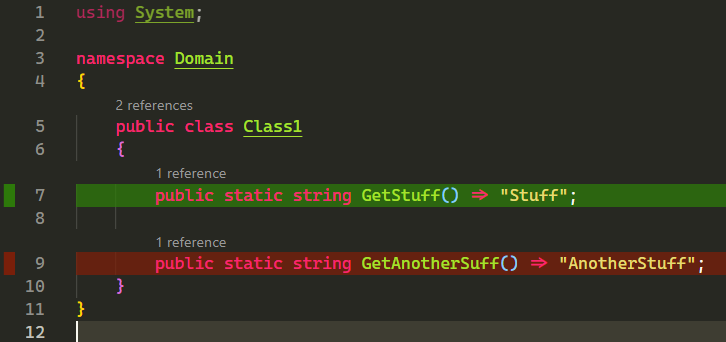 1 using System;
2
3 namespace Domain
4 {
2 references
5 public class Class1
6 {
1 reference
7 public static string GetStuff() => "Stuff";
8
1 reference
9 public static string GetAnotherSuff() => "AnotherStuff";
10 }
11 }
12